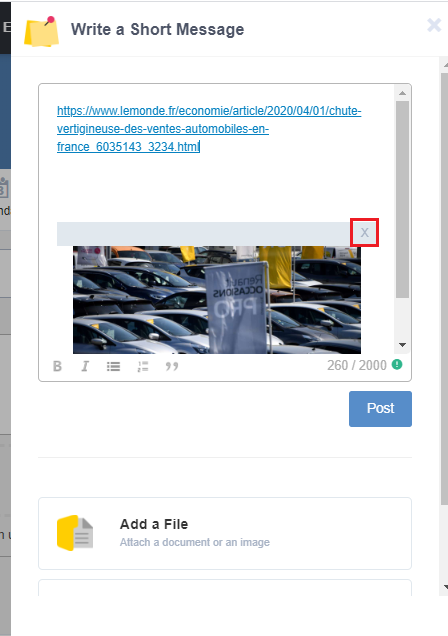 Write a Short Message
https://www.lemonde.fr/economie/article/2020/04/01/chute-
vertigineuse-des-ventes-automobiles-en-
france_6035143_3234.html
X
Renault
OCCASIONS
PRO
B I
260 / 2000
Post
Add a File
Attach a document or an image